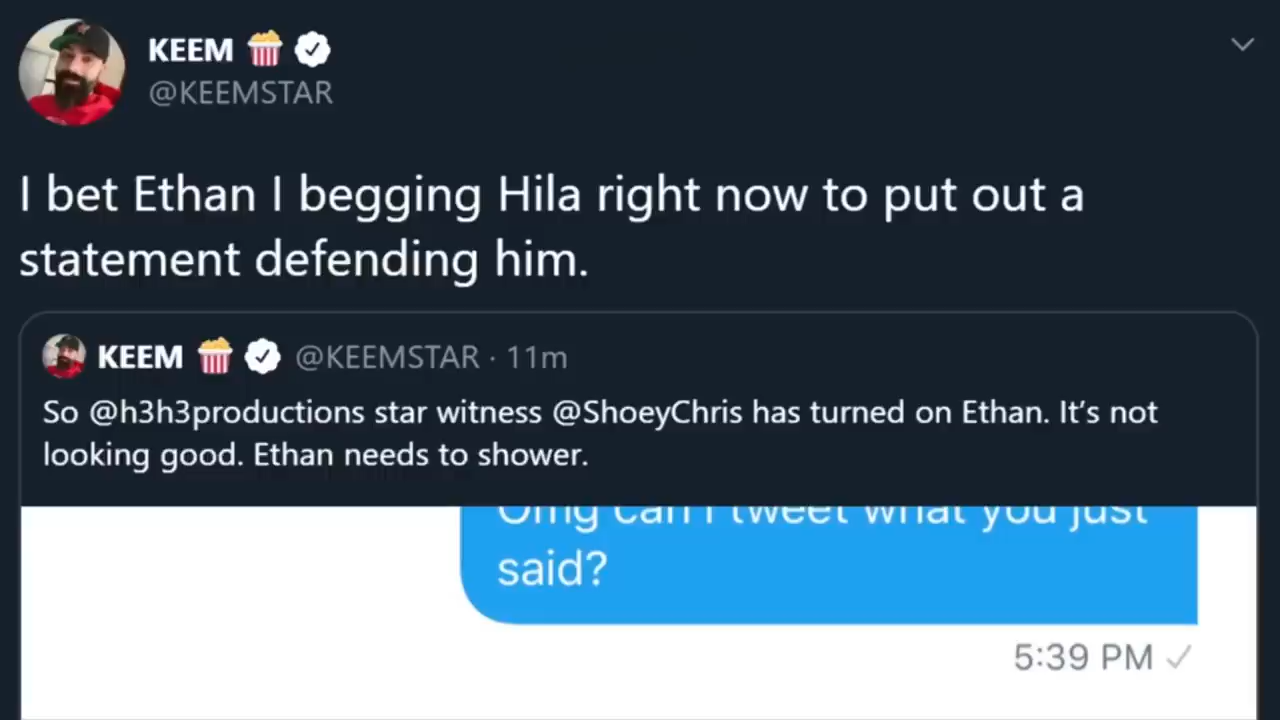 KEEM
@KEEMSTAR
I bet Ethan I begging Hila right now to put out a
statement defending him.
KEEM @KEEMSTAR · 11m
So @h3h3productions star witness @ShoeyChris has turned on Ethan. It's not
looking good. Ethan needs to shower.
Omg can I tweet what you just
said?
5:39 PM